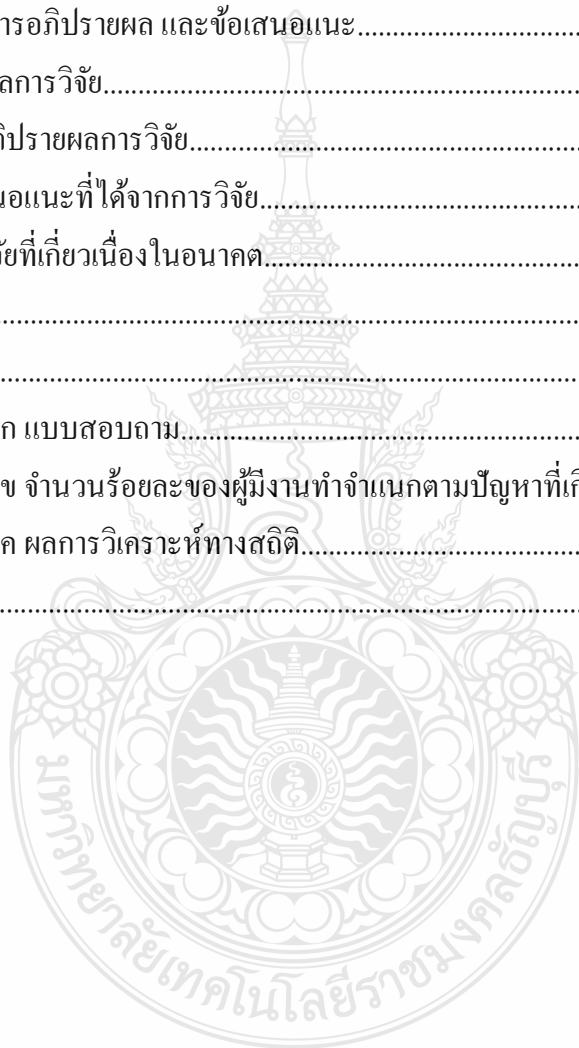 ารอภิปรายผล และข้อเสนอแนะ..........................................
ลการวิจัย..........................................................................................
ภิปรายผลการวิจัย..........................................................................
นอแนะที่ได้จากการวิจัย............................................................
จัยที่เกี่ยวเนื่องในอนาคต............................................................
..........................................................................................................
..........................................................................................................
ก แบบสอบถาม............................................................................
ข จำนวนร้อยละของผู้มีงานทำจำแนกตามปัญหาที่เกี
ค ผลการวิเคราะห์ทางสถิติ........................................................
..........................................................................................................
มหาวิทยาลัยเทคโนโลยีราชมงคลธัญบุรี